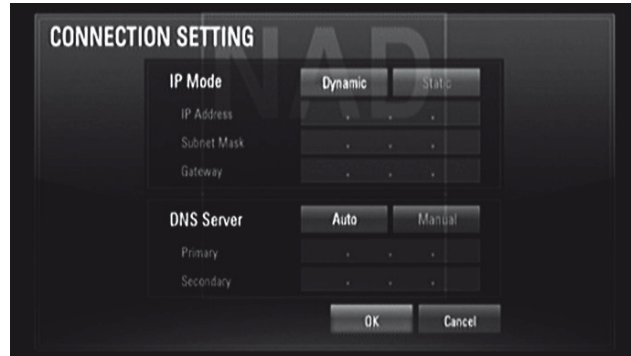 CONNECTION SETTING
NAD
IP Mode Dynamic Static
IP Address . . .
Subnet Mask . . .
Gateway . . .
DNS Server Auto Manual
Primary . . .
Secondary . . .
OK Cancel